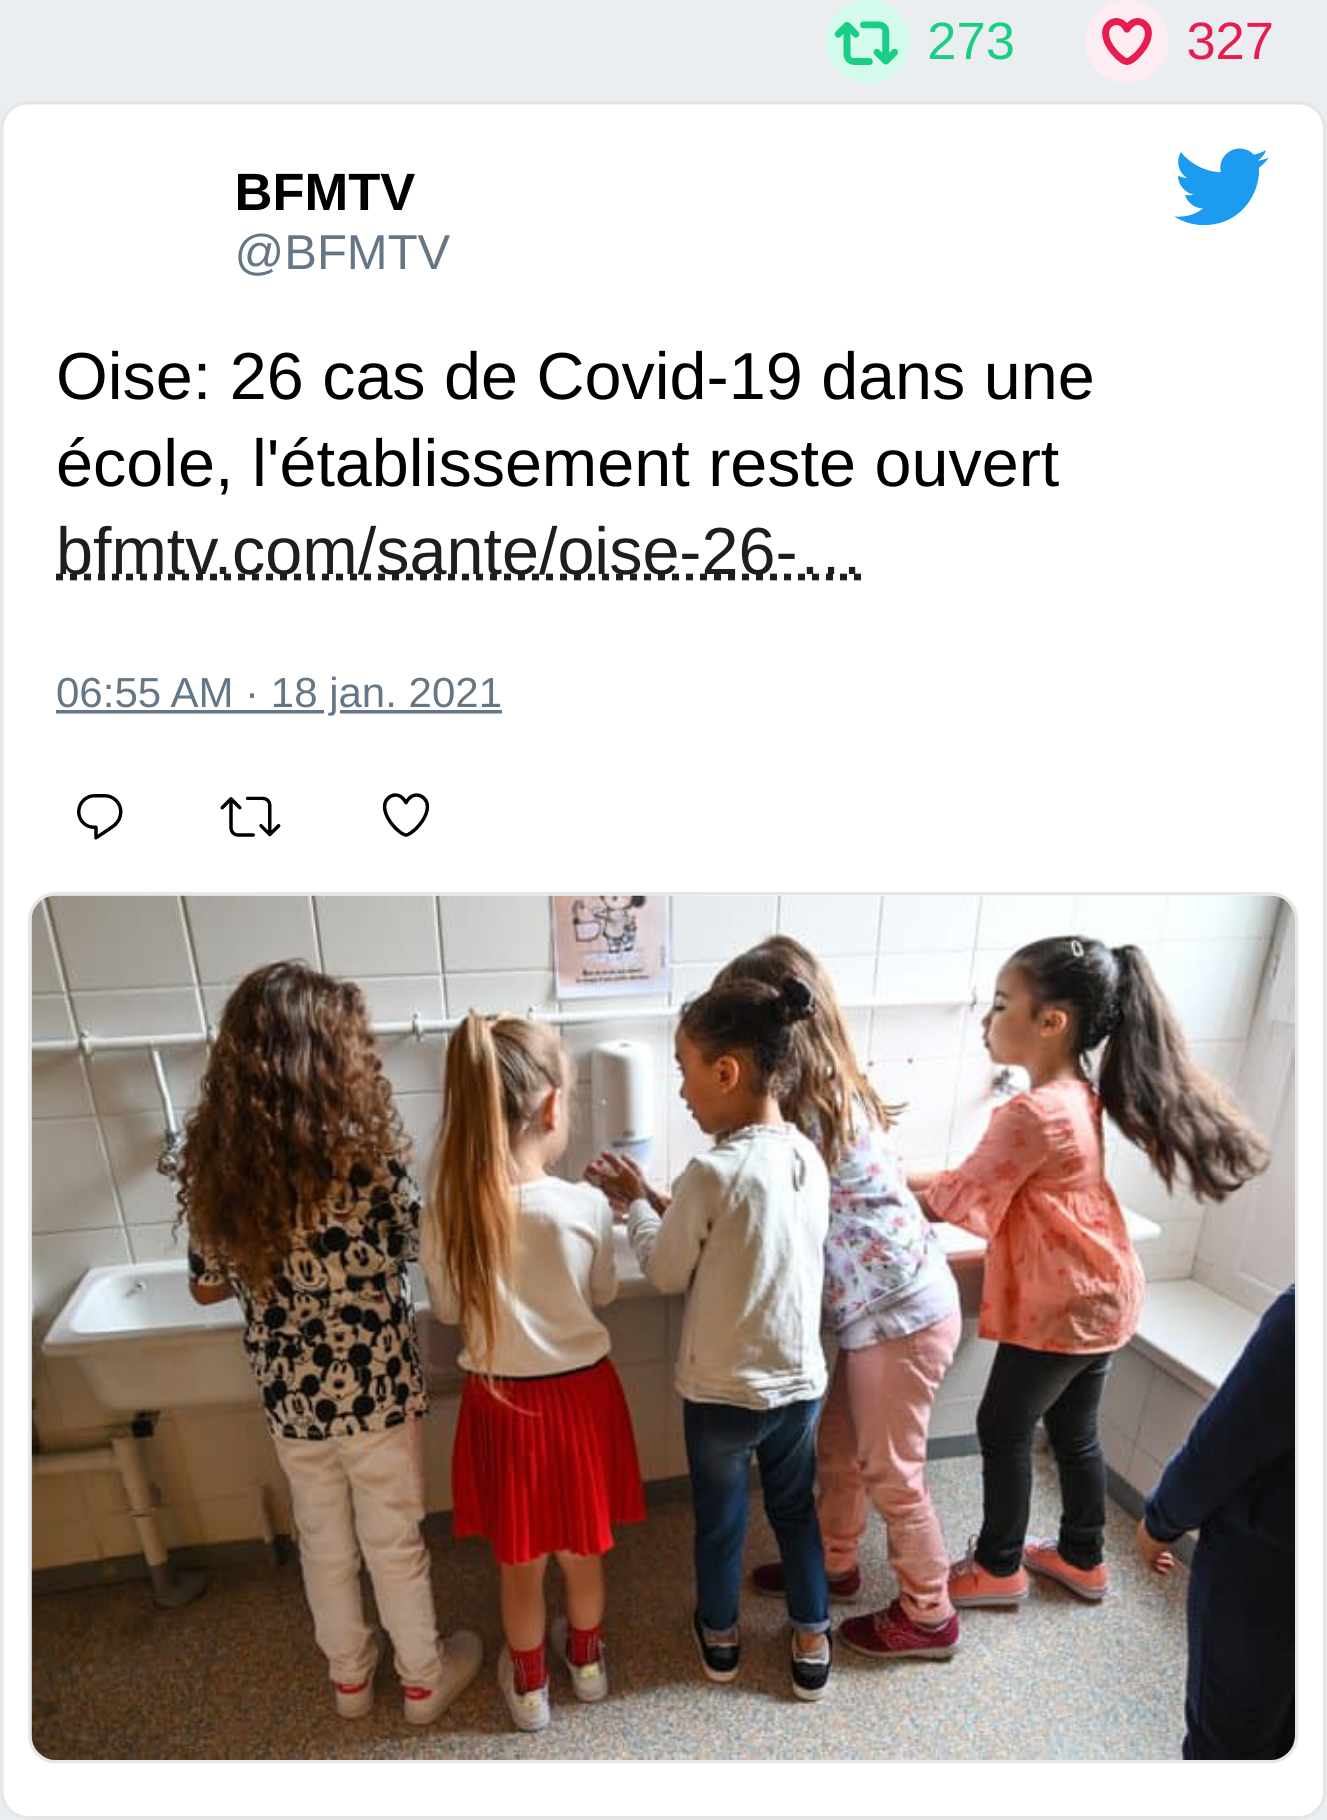 273 327
BFMTV
@BFMTV
Oise: 26 cas de Covid-19 dans une
école, l'établissement reste ouvert
bfmtv.com/sante/oise-26-...
06:55 AM · 18 jan. 2021